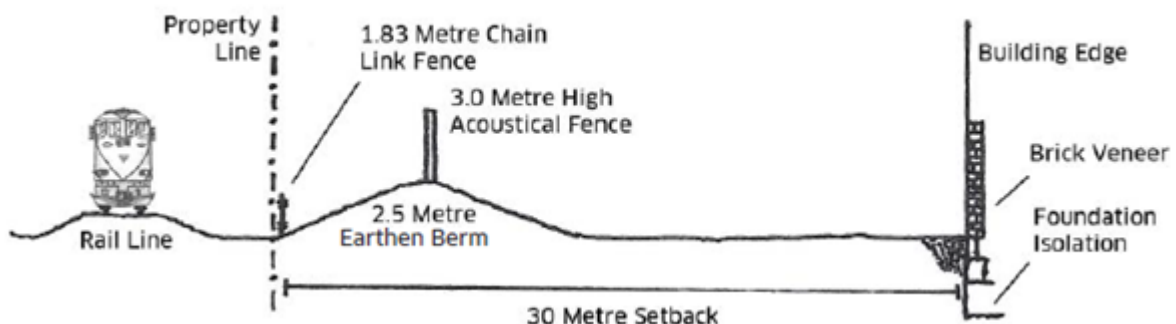 Property
Line
1.83 Metre Chain
Link Fence
3.0 Metre High
Acoustical Fence
Building Edge
Brick Veneer
Foundation
Isolation
Rail Line
2.5 Metre
Earthen Berm
30 Metre Setback